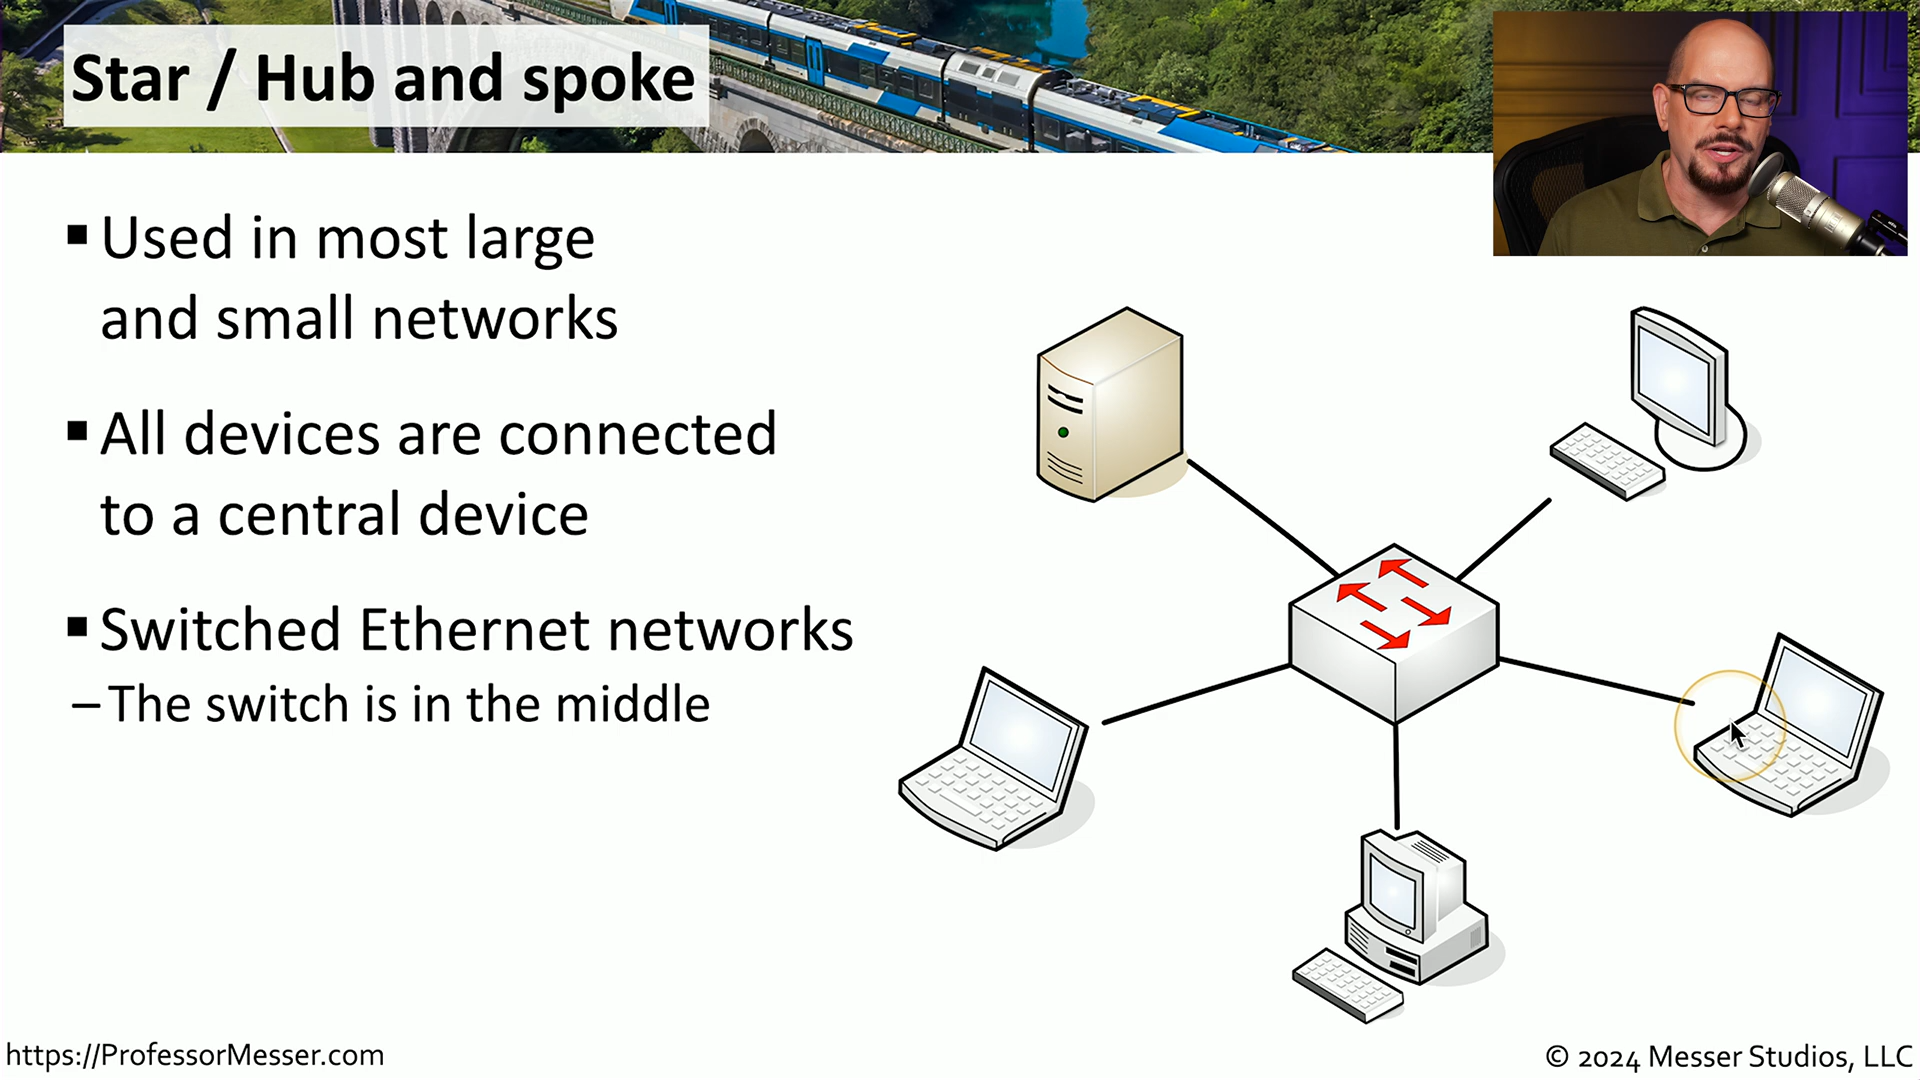 Star / Hub and spoke
▪ Used in most large
and small networks
▪ All devices are connected
to a central device
▪ Switched Ethernet networks
– The switch is in the middle
https://ProfessorMesser.com
© 2024 Messer Studios, LLC